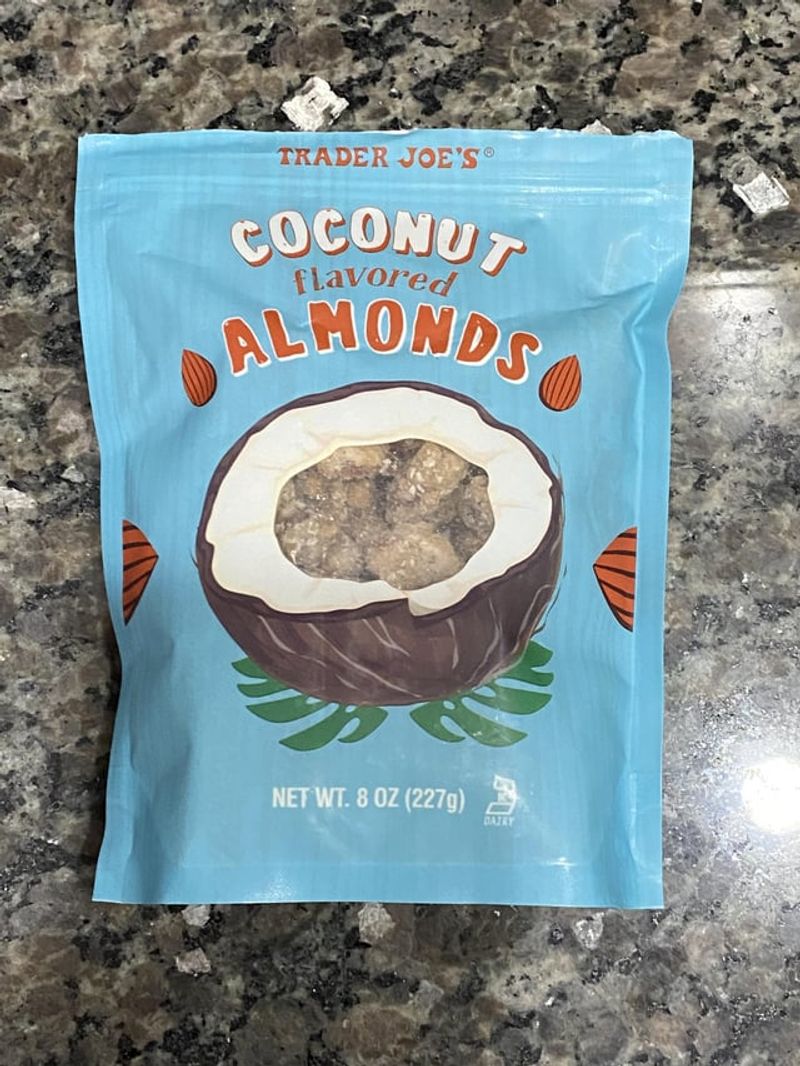 TRADER JOE'S®
COCONUT
flavored
ALMONDS
NET WT. 8 OZ (227g)
DAIRY